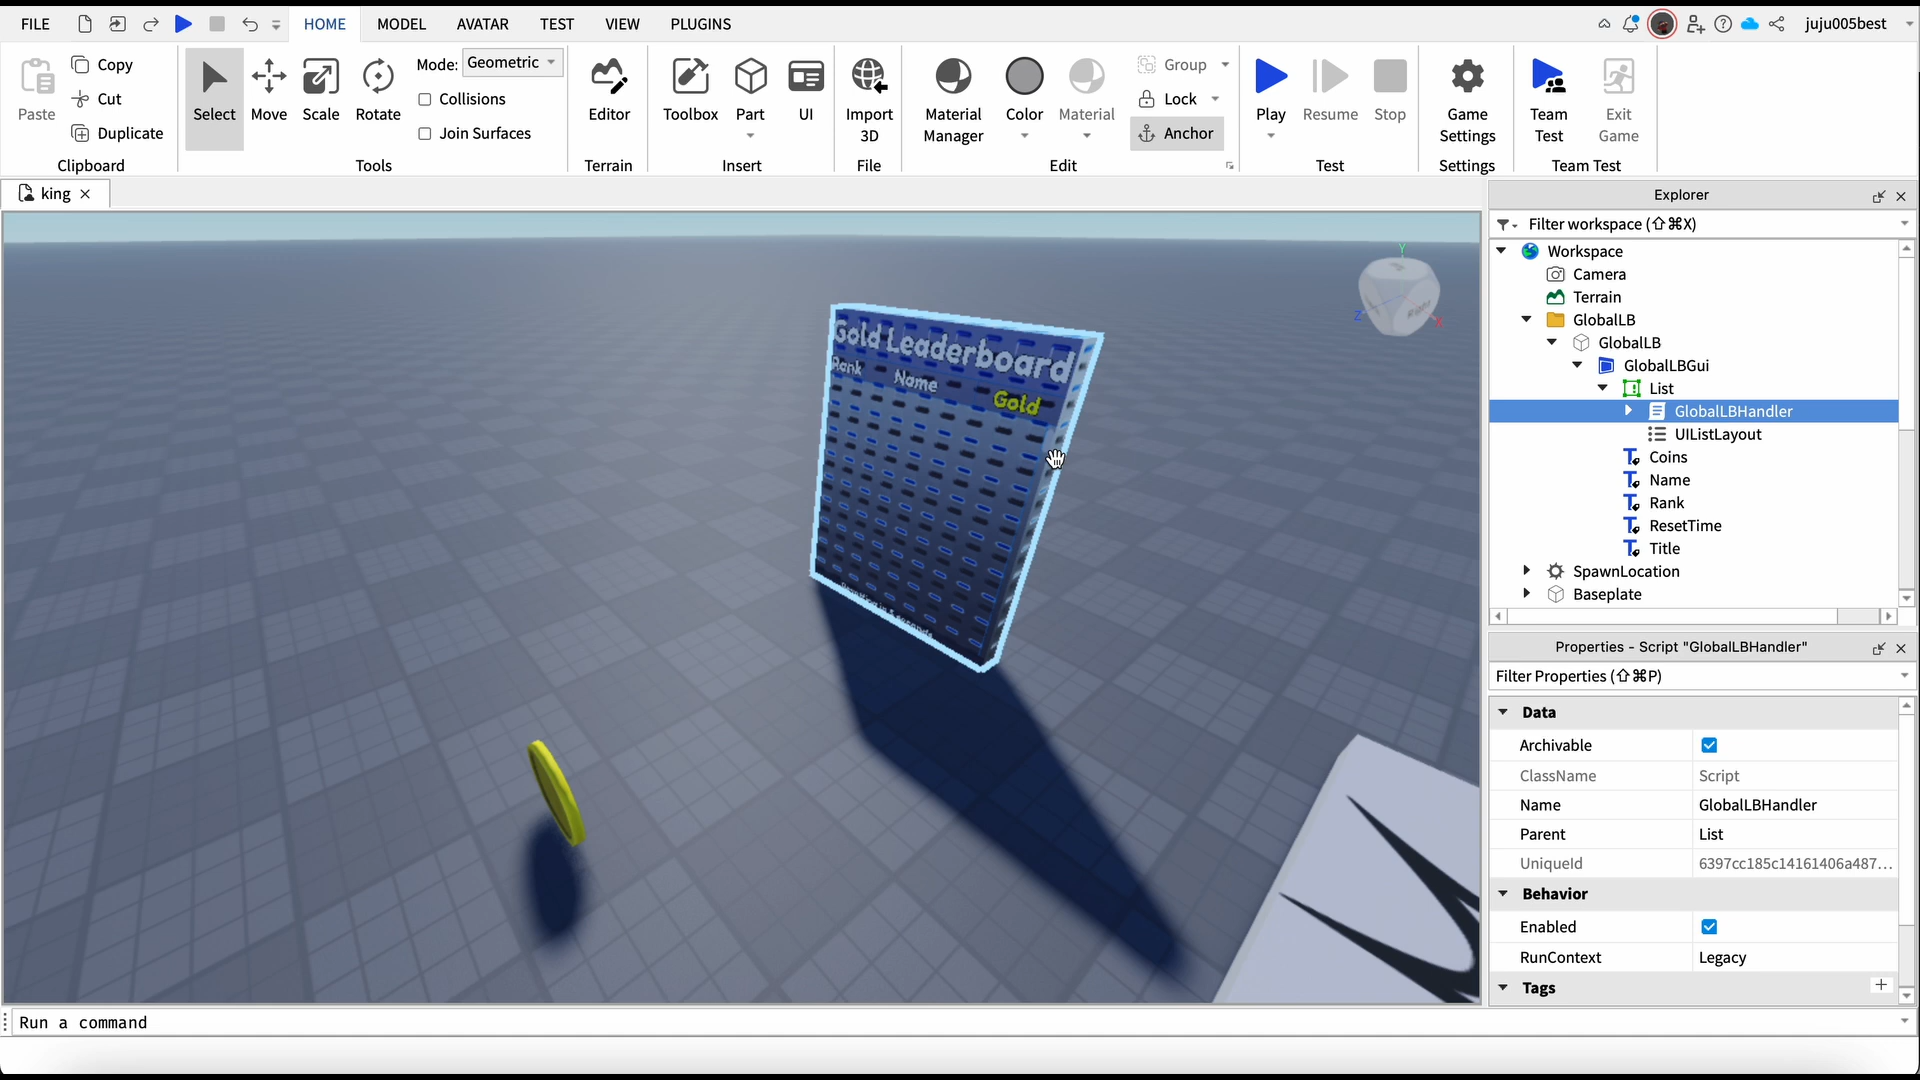 FILE HOME MODEL AVATAR TEST VIEW PLUGINS juju005best
Paste Copy Cut Duplicate Clipboard
Select Move Scale Rotate Mode: Geometric Collisions Join Surfaces Tools
Editor Terrain
Toolbox Part UI Insert
Import 3D File
Material Manager Color Material Group Lock Anchor Edit
Play Resume Stop Test
Game Settings Settings
Team Test Exit Game Team Test
king
Gold Leaderboard
Rank Name Gold
Explorer
Filter workspace (⇧⌘X)
Workspace
Camera
Terrain
GlobalLB
GlobalLB
GlobalLBGui
List
GlobalLBHandler
UIListLayout
Coins
Name
Rank
ResetTime
Title
SpawnLocation
Baseplate
Properties - Script "GlobalLBHandler"
Filter Properties (⇧⌘P)
Data
Archivable
ClassName Script
Name GlobalLBHandler
Parent List
UniqueId 6397cc185c14161406a487...
Behavior
Enabled
RunContext Legacy
Tags
Run a command